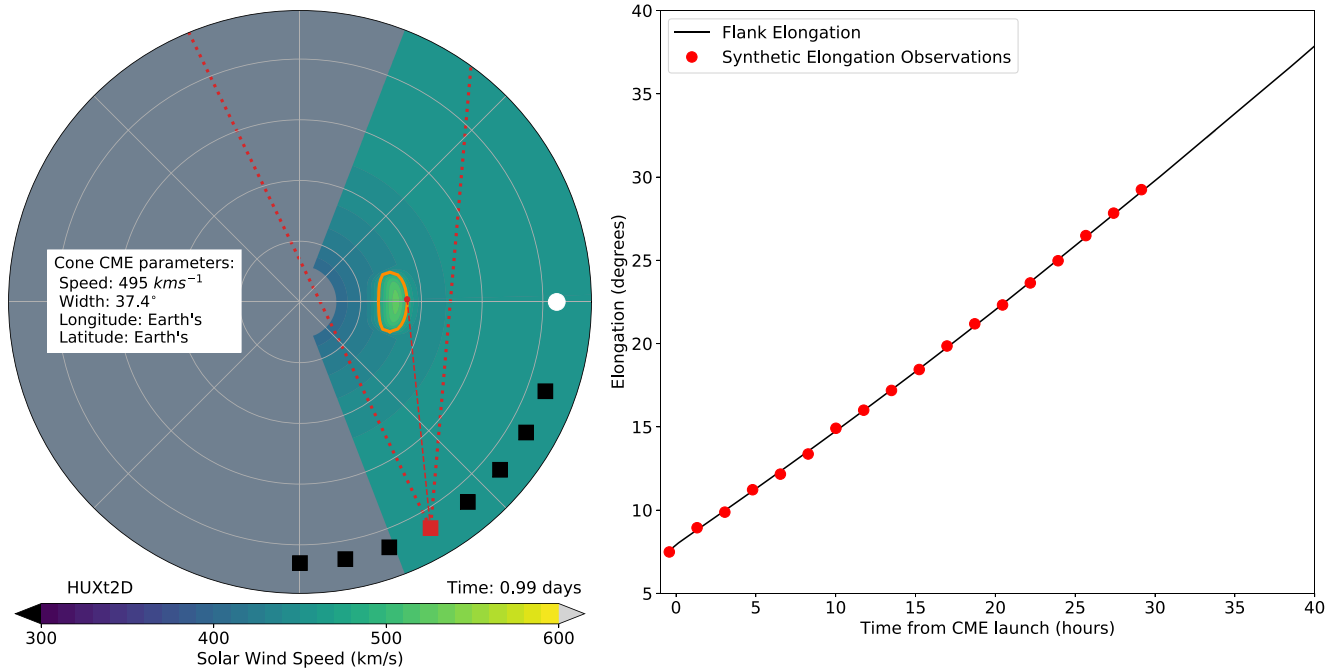 Cone CME parameters:
Speed: 495 kms⁻¹
Width: 37.4°
Longitude: Earth's
Latitude: Earth's
HUXt2D
Time: 0.99 days
300 400 500 600
Solar Wind Speed (km/s)
40
35
30
25
20
15
10
5
Elongation (degrees)
Flank Elongation
Synthetic Elongation Observations
0 5 10 15 20 25 30 35 40
Time from CME launch (hours)